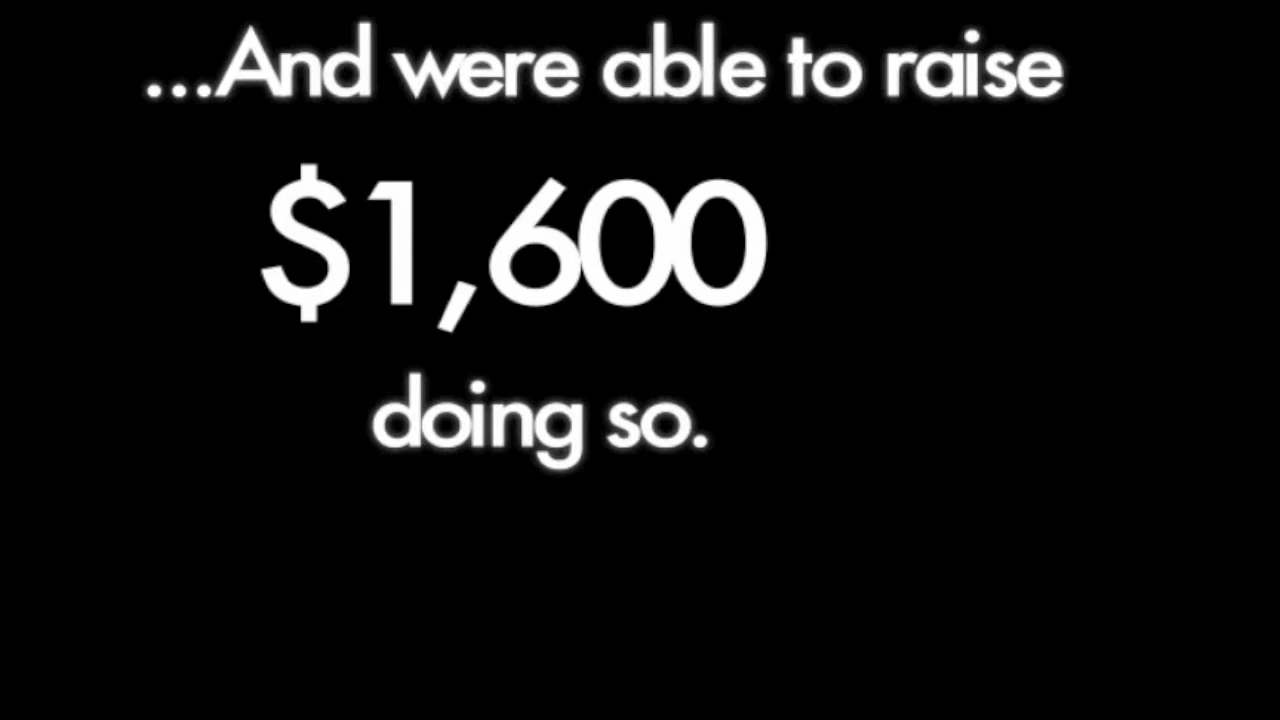 ...And were able to raise
$1,600
doing so.